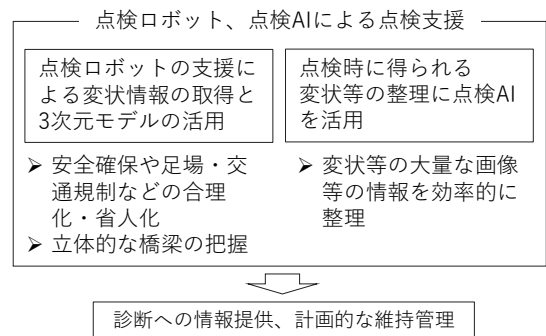 点検ロボット、点検AIによる点検支援
点検ロボットの支援に
よる変状情報の取得と
3次元モデルの活用
➢ 安全確保や足場・交
通規制などの合理
化・省人化
➢ 立体的な橋梁の把握
点検時に得られる
変状等の整理に点検AI
を活用
➢ 変状等の大量な画像
等の情報を効率的に
整理
診断への情報提供、計画的な維持管理